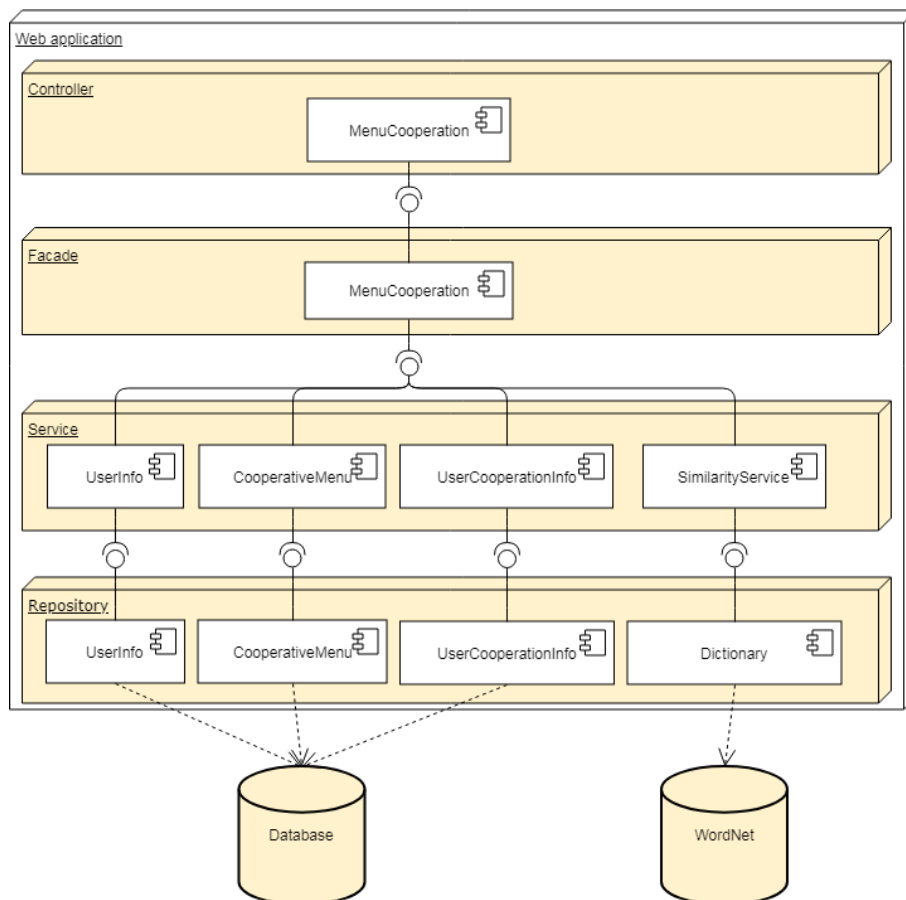 Web application
Controller
MenuCooperation
Facade
MenuCooperation
Service
UserInfo
CooperativeMenu
UserCooperationInfo
SimilarityService
Repository
UserInfo
CooperativeMenu
UserCooperationInfo
Dictionary
Database
WordNet